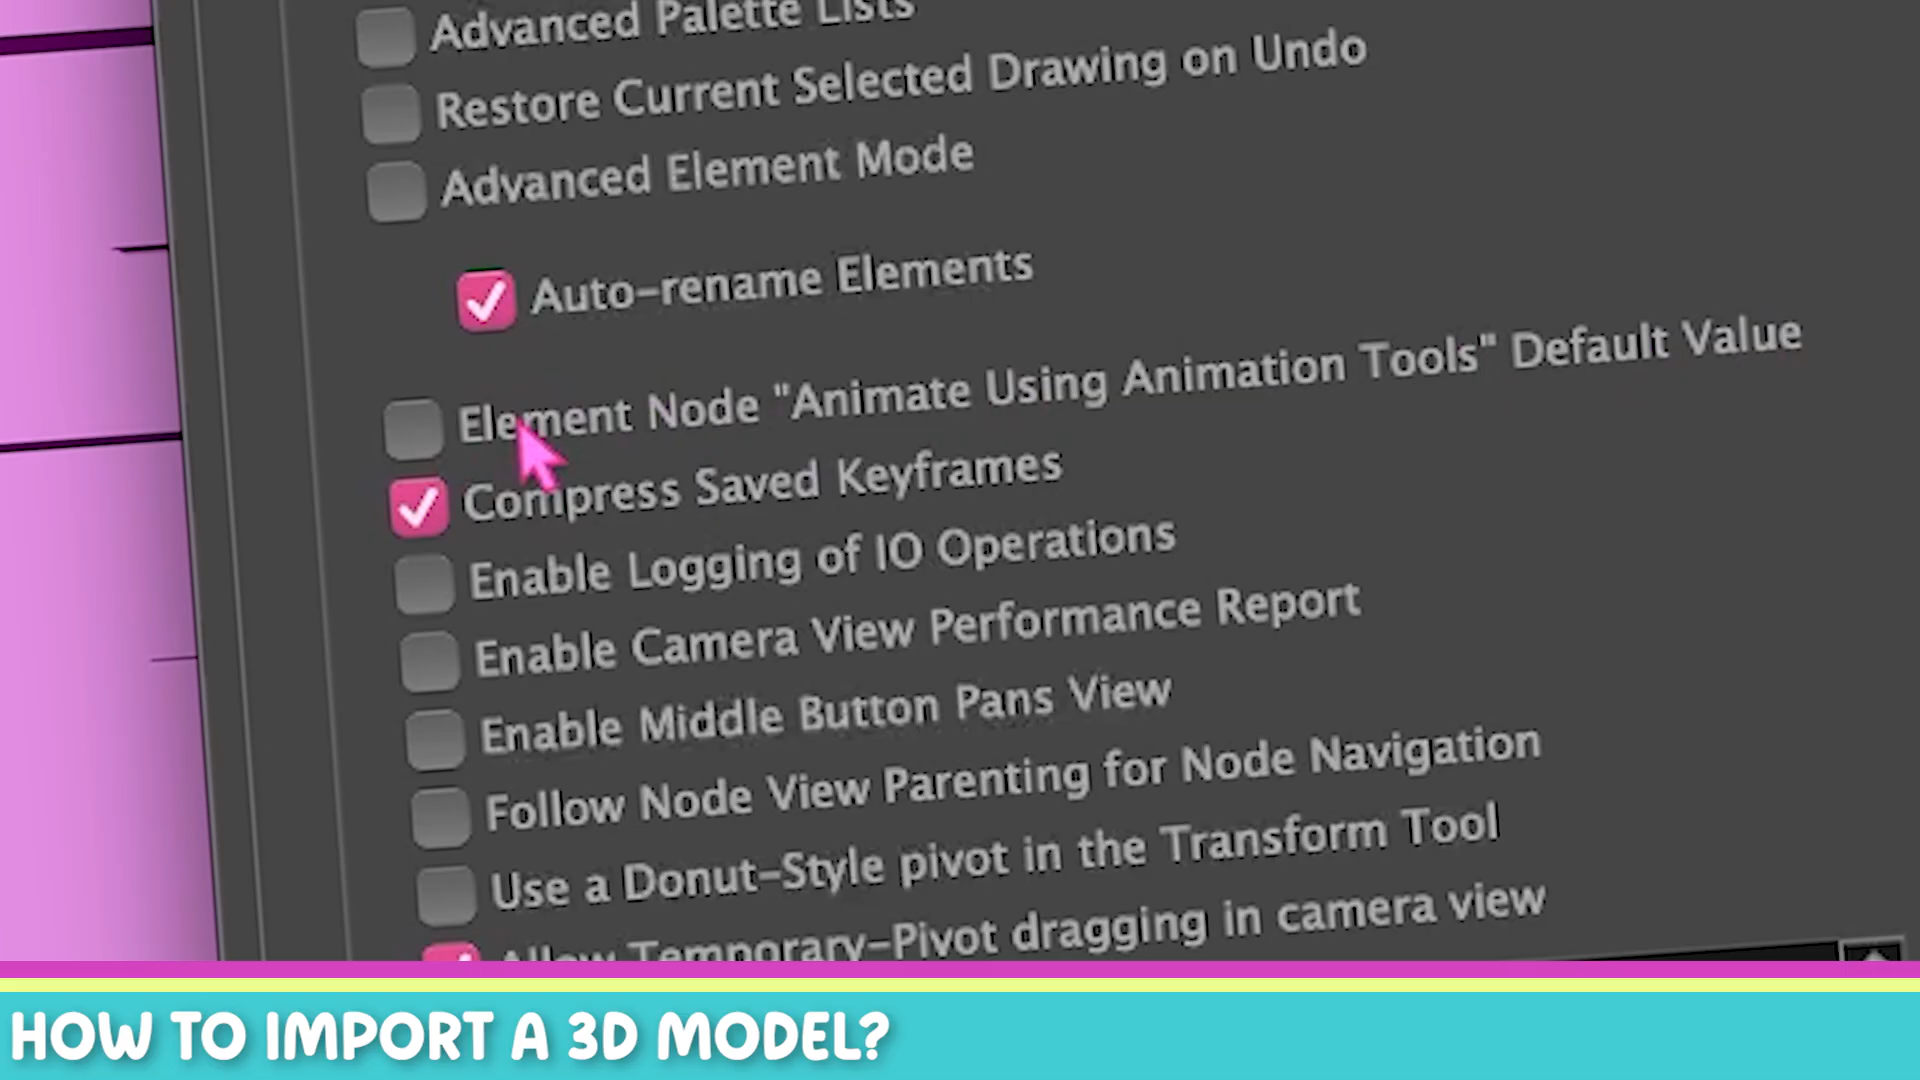 Advanced Palette Lists
Restore Current Selected Drawing on Undo
Advanced Element Mode
Auto-rename Elements
Element Node "Animate Using Animation Tools" Default Value
Compress Saved Keyframes
Enable Logging of IO Operations
Enable Camera View Performance Report
Enable Middle Button Pans View
Follow Node View Parenting for Node Navigation
Use a Donut-Style pivot in the Transform Tool
Allow Temporary-Pivot dragging in camera view
HOW TO IMPORT A 3D MODEL?